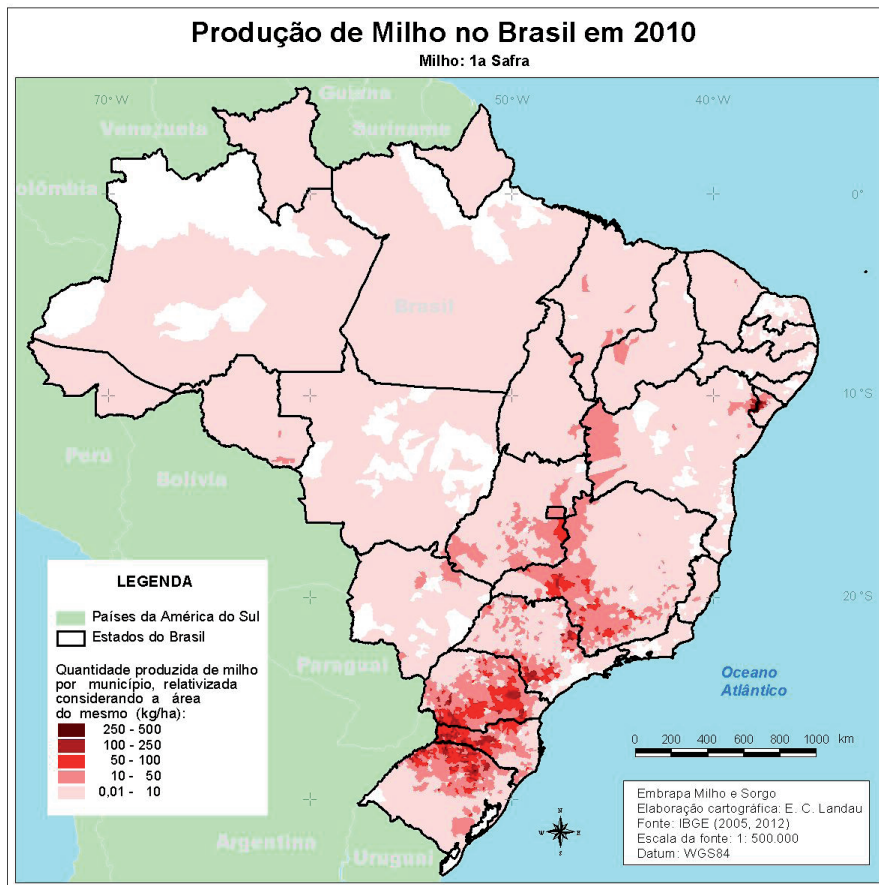 Produção de Milho no Brasil em 2010
Milho: 1a Safra
70° W
50° W
40° W
Guiana
Venezuela
Suriname
olômbia
0°
Brasil
10° S
Perú
Bolívia
LEGENDA
Países da América do Sul
Estados do Brasil
20° S
Paraguai
Quantidade produzida de milho
por município, relativizada
considerando a área
do mesmo (kg/ha):
250 - 500
100 - 250
50 - 100
10 - 50
0,01 - 10
Oceano
Atlântico
0 200 400 600 800 1000 km
N
W E
S
Embrapa Milho e Sorgo
Elaboração cartográfica: E. C. Landau
Fonte: IBGE (2005, 2012)
Escala da fonte: 1: 500.000
Datum: WGS84
Argentina
Uruguai